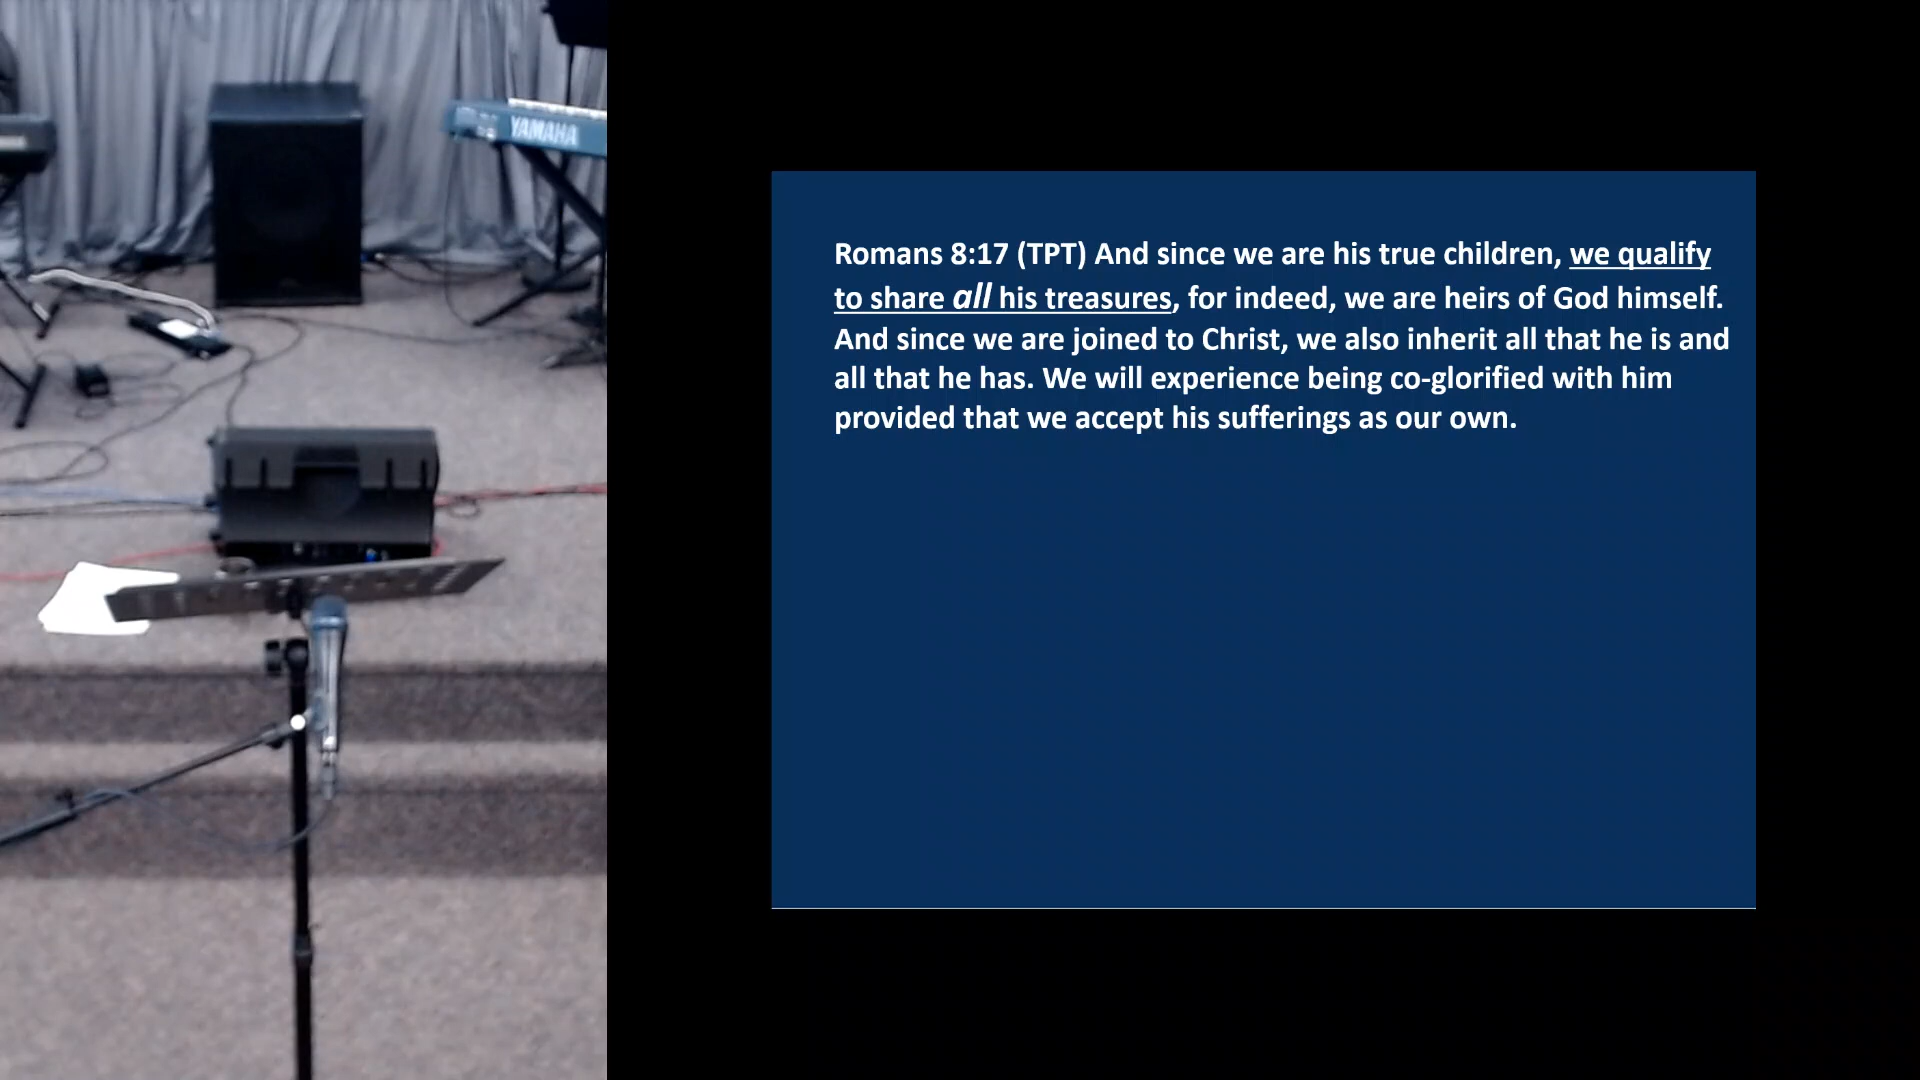 YAMAHA
Romans 8:17 (TPT) And since we are his true children, we qualify
to share all his treasures, for indeed, we are heirs of God himself.
And since we are joined to Christ, we also inherit all that he is and
all that he has. We will experience being co-glorified with him
provided that we accept his sufferings as our own.